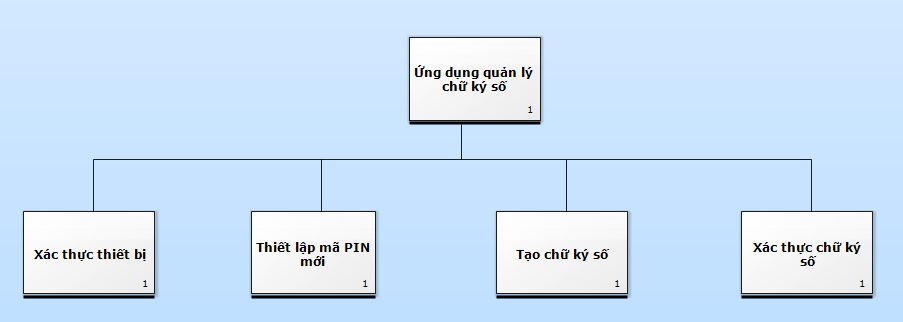 Ứng dụng quản lý
chữ ký số
1
Xác thực thiết bị
1
Thiết lập mã PIN
mới
1
Tạo chữ ký số
1
Xác thực chữ ký
số
1